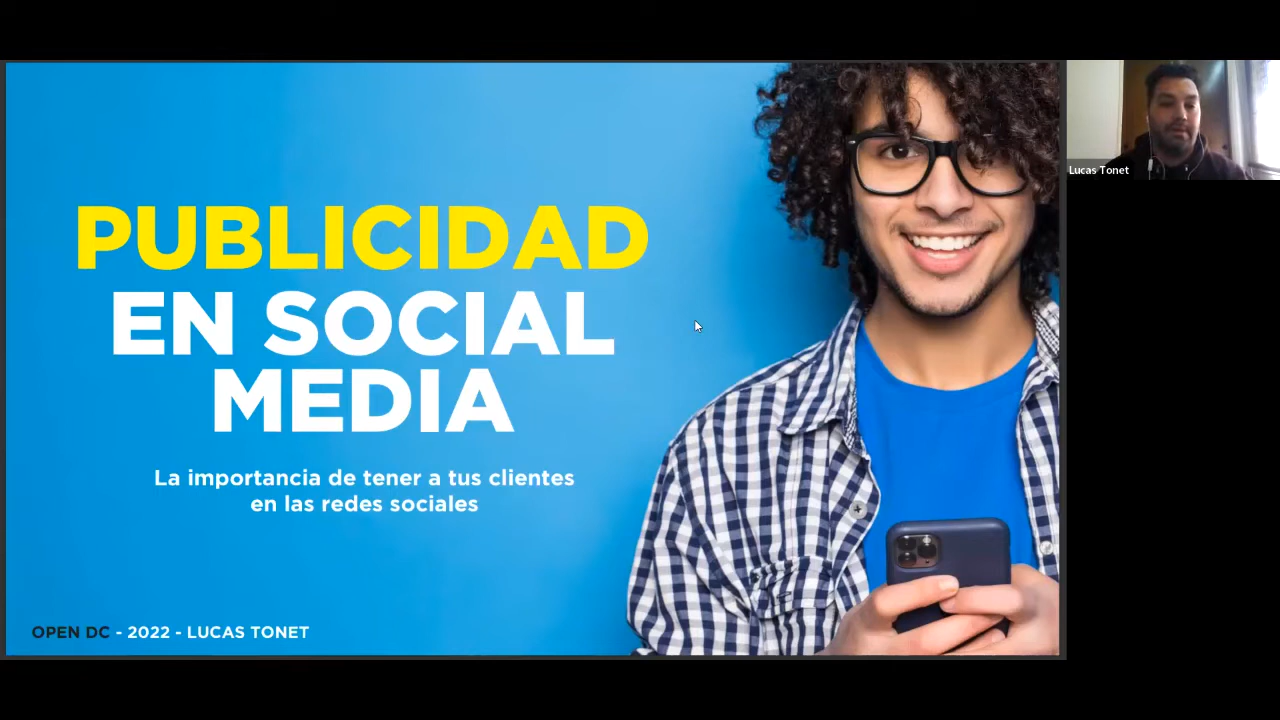 PUBLICIDAD
EN SOCIAL
MEDIA
La importancia de tener a tus clientes
en las redes sociales
OPEN DC - 2022 - LUCAS TONET
Lucas Tonet